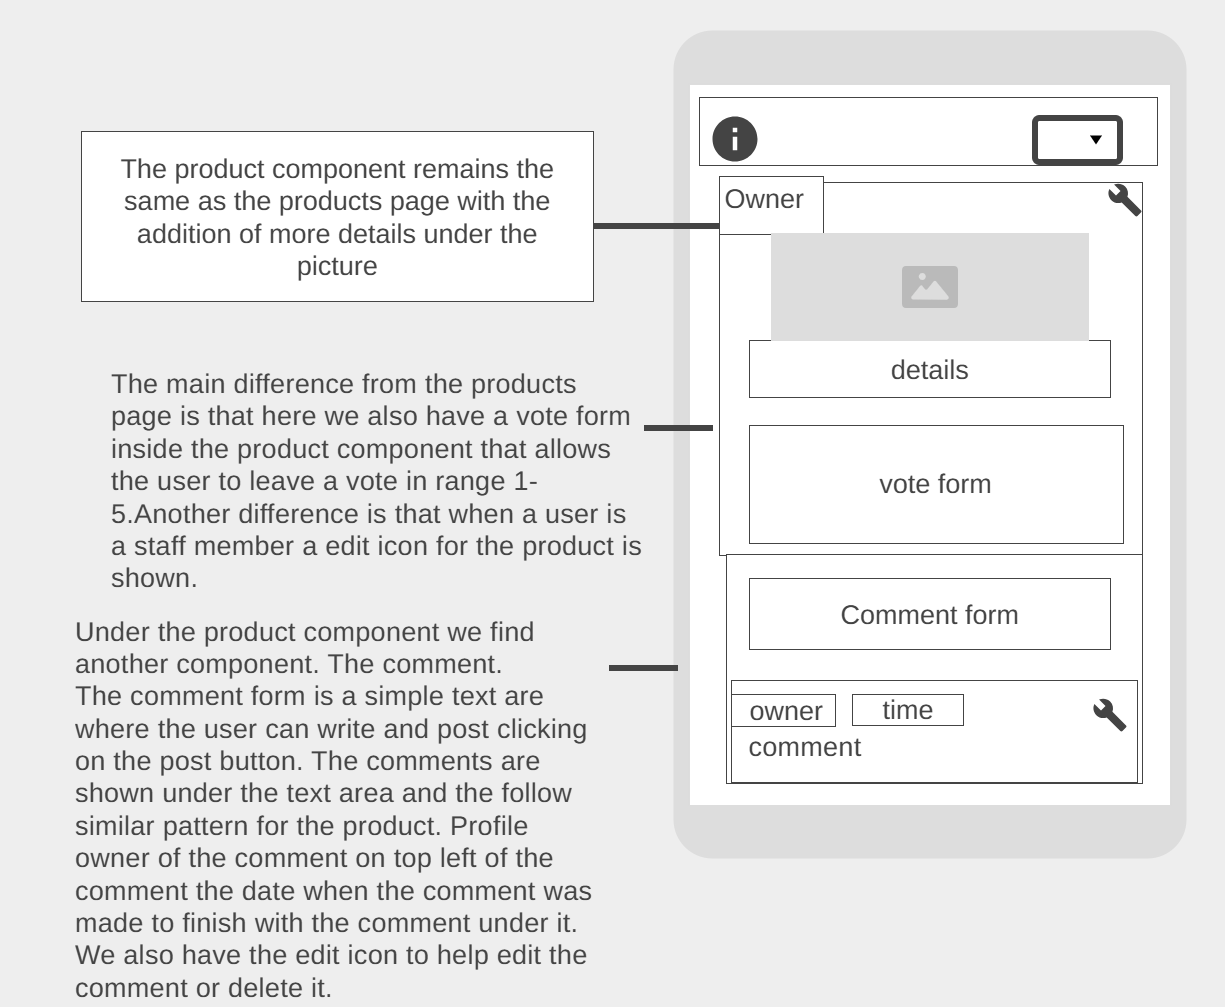 The product component remains the
same as the products page with the
addition of more details under the
picture
The main difference from the products
page is that here we also have a vote form
inside the product component that allows
the user to leave a vote in range 1-
5.Another difference is that when a user is
a staff member a edit icon for the product is
shown.
Under the product component we find
another component. The comment.
The comment form is a simple text are
where the user can write and post clicking
on the post button. The comments are
shown under the text area and the follow
similar pattern for the product. Profile
owner of the comment on top left of the
comment the date when the comment was
made to finish with the comment under it.
We also have the edit icon to help edit the
comment or delete it.
Owner
details
vote form
Comment form
owner time
comment